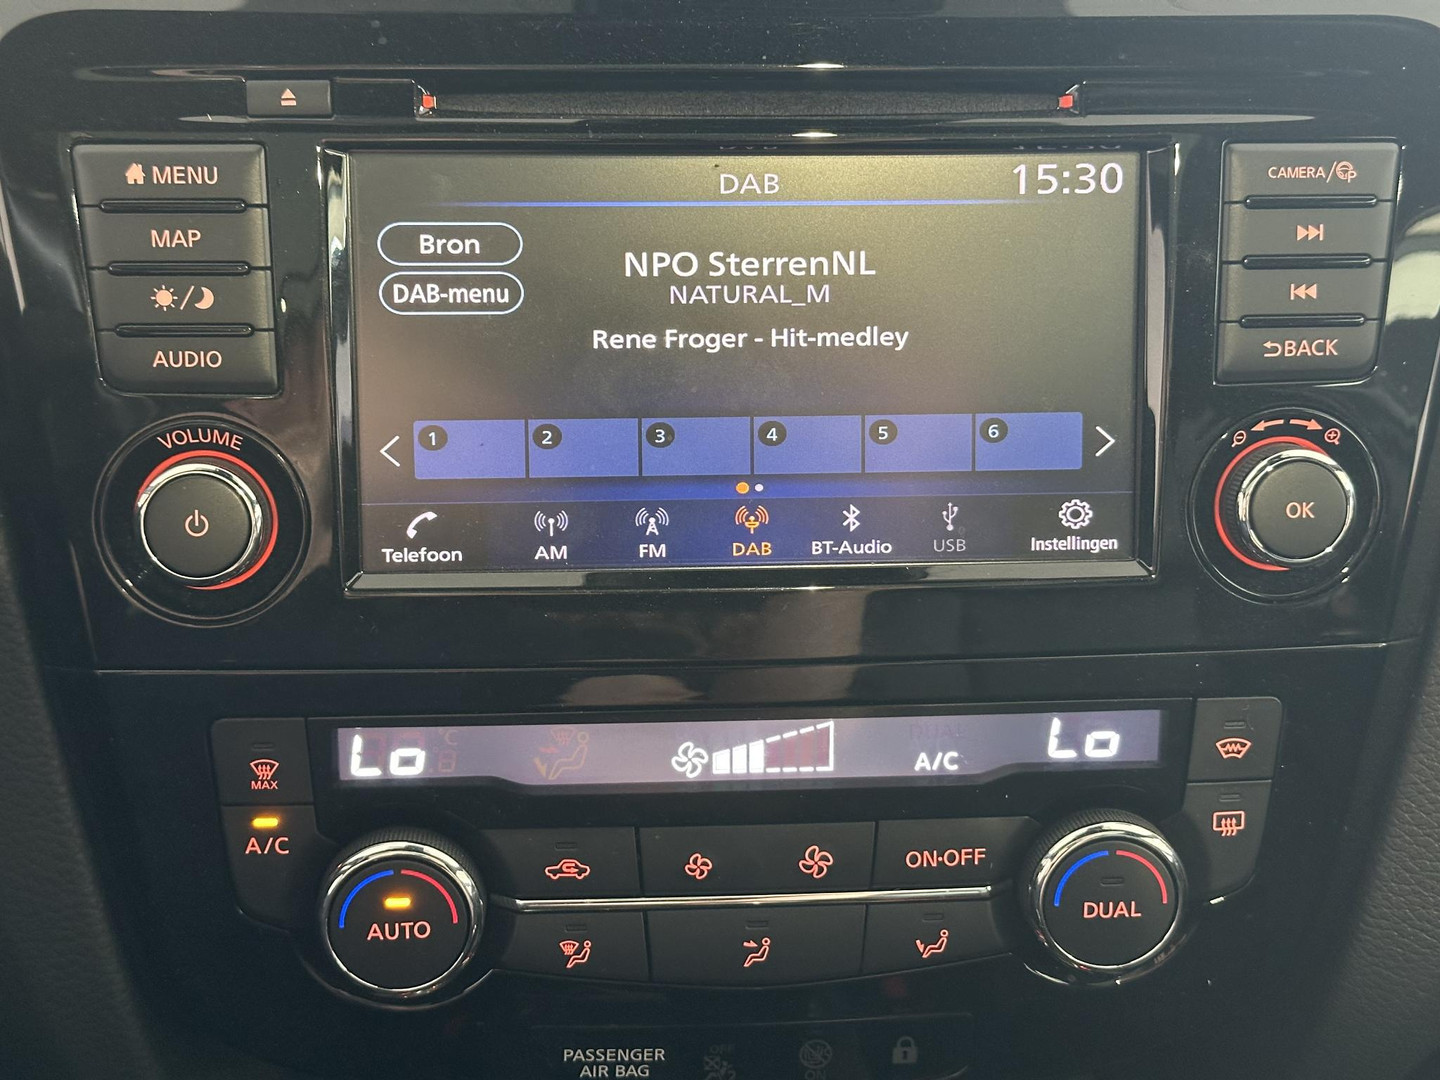 MENU
MAP
AUDIO
VOLUME
DAB
15:30
Bron
DAB-menu
NPO SterrenNL
NATURAL_M
Rene Froger - Hit-medley
1 2 3 4 5 6
Telefoon AM FM DAB BT-Audio USB Instellingen
CAMERA/
BACK
OK
Lo A/C Lo
MAX
A/C
AUTO
ON·OFF
DUAL
PASSENGER
AIR BAG